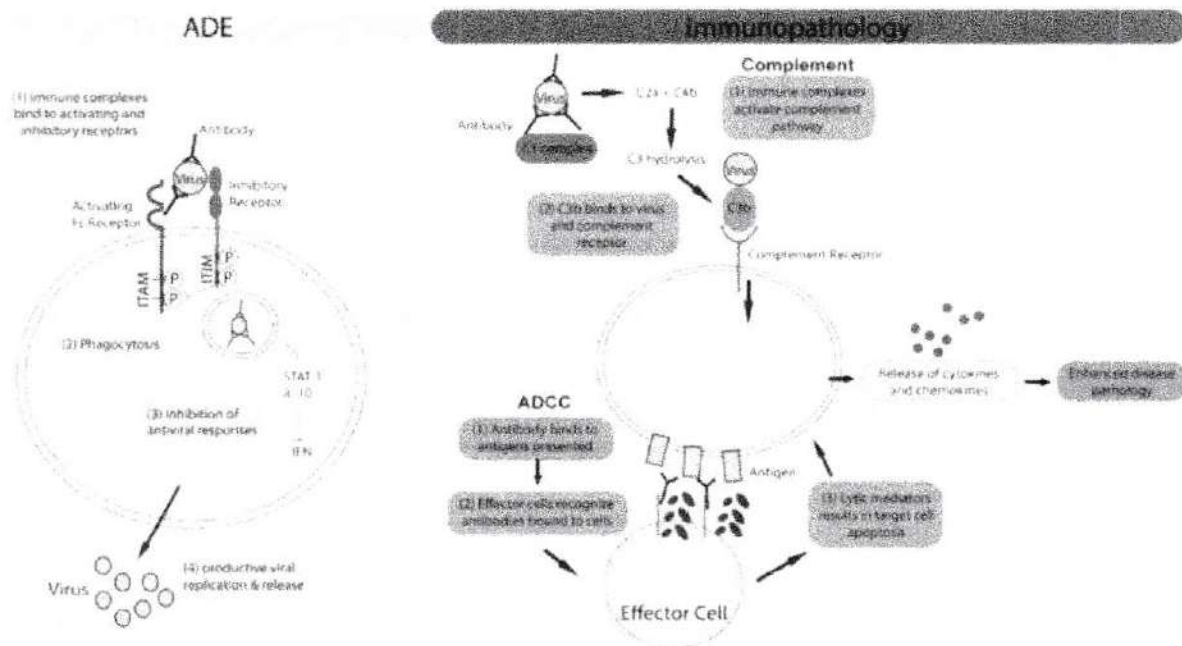 ADE
(1) Immune complexes
bind to activating and
inhibitory receptors
Antibody
Virus
Activating
Fc Receptor
Inhibitory
Receptor
ITAM
P
P
ITIM
P
P
(2) Phagocytosis
STAT-1
IL-10
(3) Inhibition of
antiviral responses
IFN
Virus
(4) productive viral
replication & release
Immunopathology
Complement
Virus
Antibody
C1 complex
C2a + C4b
(1) Immune complexes
activate complement
pathway
C3 hydrolysis
Virus
C3b
(2) C3b binds to virus
and complement
receptor
Complement Receptor
Release of cytokines
and chemokines
Enhanced disease
pathology
ADCC
(1) Antibody binds to
antigens presented
Antigen
(2) Effector cells recognize
antibodies bound to cells
(3) Lytic mediators
results in target cell
apoptosis
Effector Cell